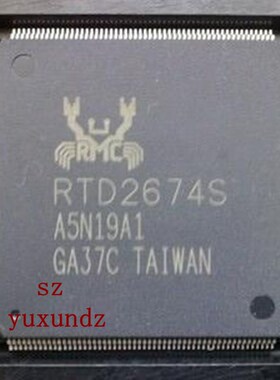 RMC
RTD2674S
A5N19A1
GA37C TAIWAN
sz
yuxundz